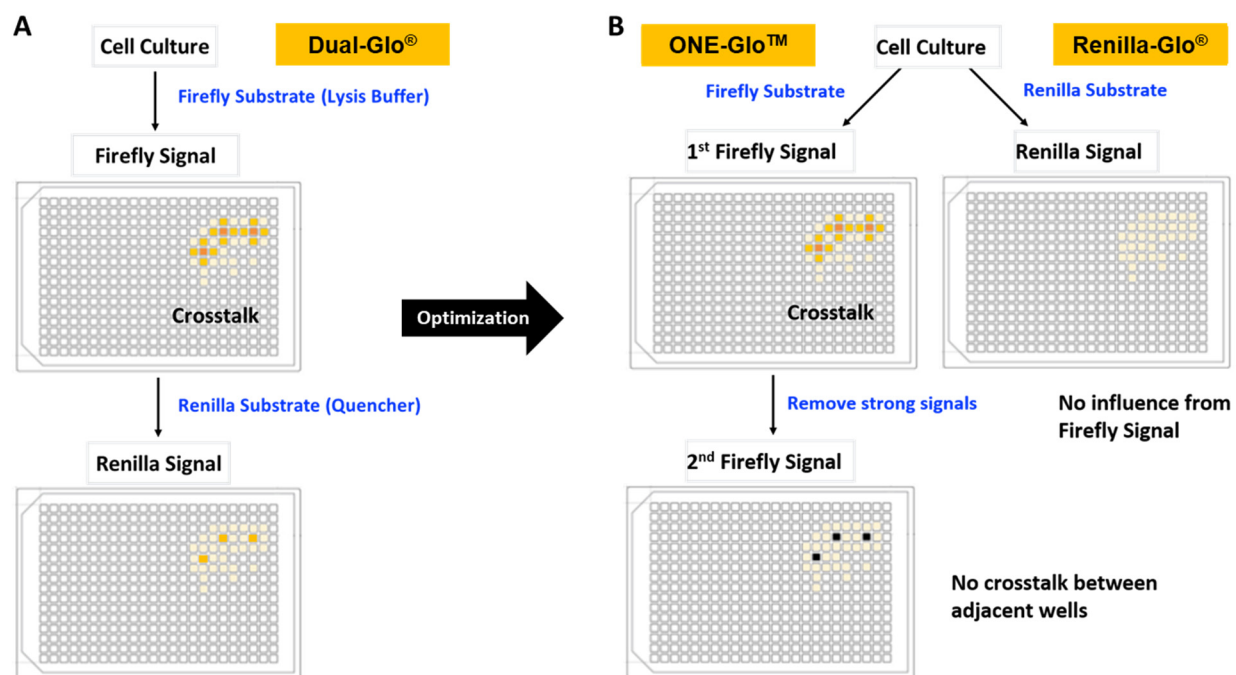 A
Cell Culture
Dual-Glo®
Firefly Substrate (Lysis Buffer)
Firefly Signal
Crosstalk
Renilla Substrate (Quencher)
Renilla Signal
Optimization
B
ONE-Glo™
Cell Culture
Renilla-Glo®
Firefly Substrate
Renilla Substrate
1st Firefly Signal
Renilla Signal
Crosstalk
Remove strong signals
No influence from
Firefly Signal
2nd Firefly Signal
No crosstalk between
adjacent wells